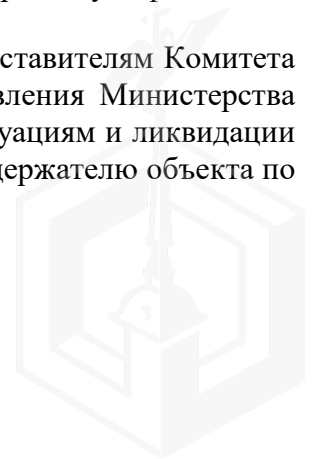 ставителям Комитета
вления Министерства
уациям и ликвидации
держателю объекта по